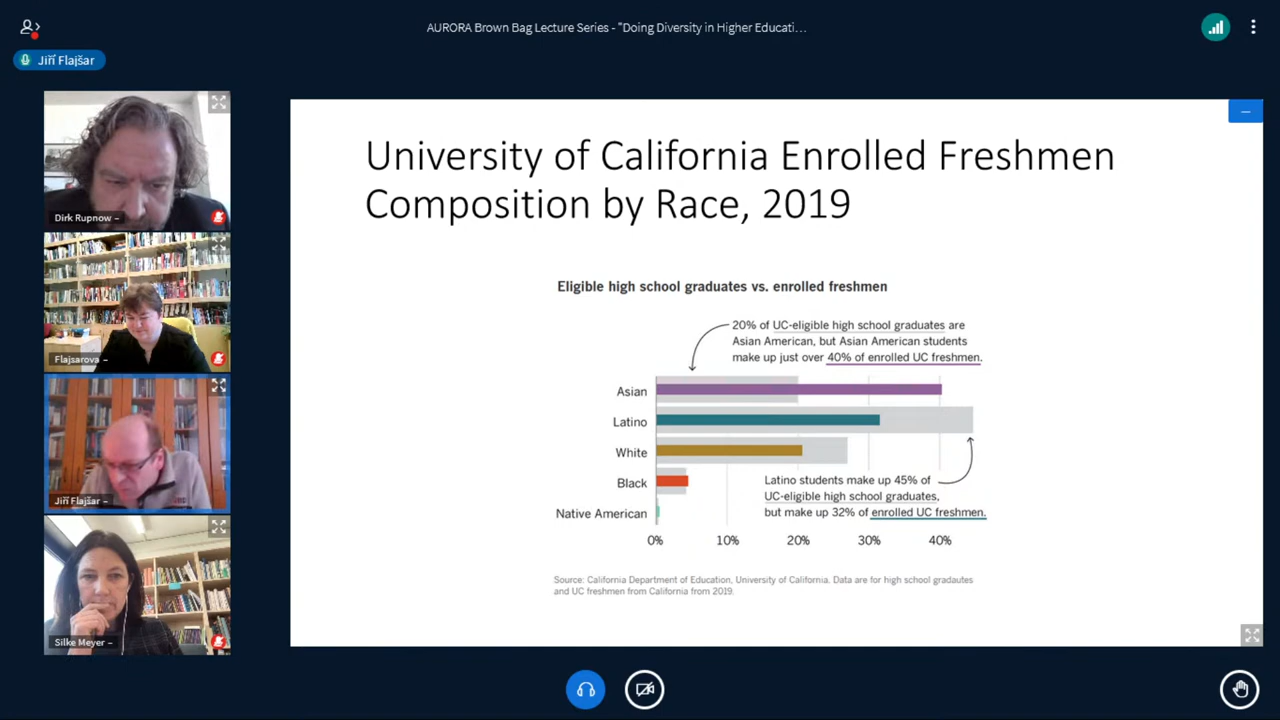 AURORA Brown Bag Lecture Series - "Doing Diversity in Higher Educati…
Jiří Flajšar
Dirk Rupnow –
Flajsarova –
Jiří Flajšar –
Silke Meyer –
University of California Enrolled Freshmen
Composition by Race, 2019
Eligible high school graduates vs. enrolled freshmen
20% of UC-eligible high school graduates are
Asian American, but Asian American students
make up just over 40% of enrolled UC freshmen.
Asian
Latino
White
Black
Native American
Latino students make up 45% of
UC-eligible high school graduates,
but make up 32% of enrolled UC freshmen.
0% 10% 20% 30% 40%
Source: California Department of Education, University of California. Data are for high school gradautes
and UC freshmen from California from 2019.